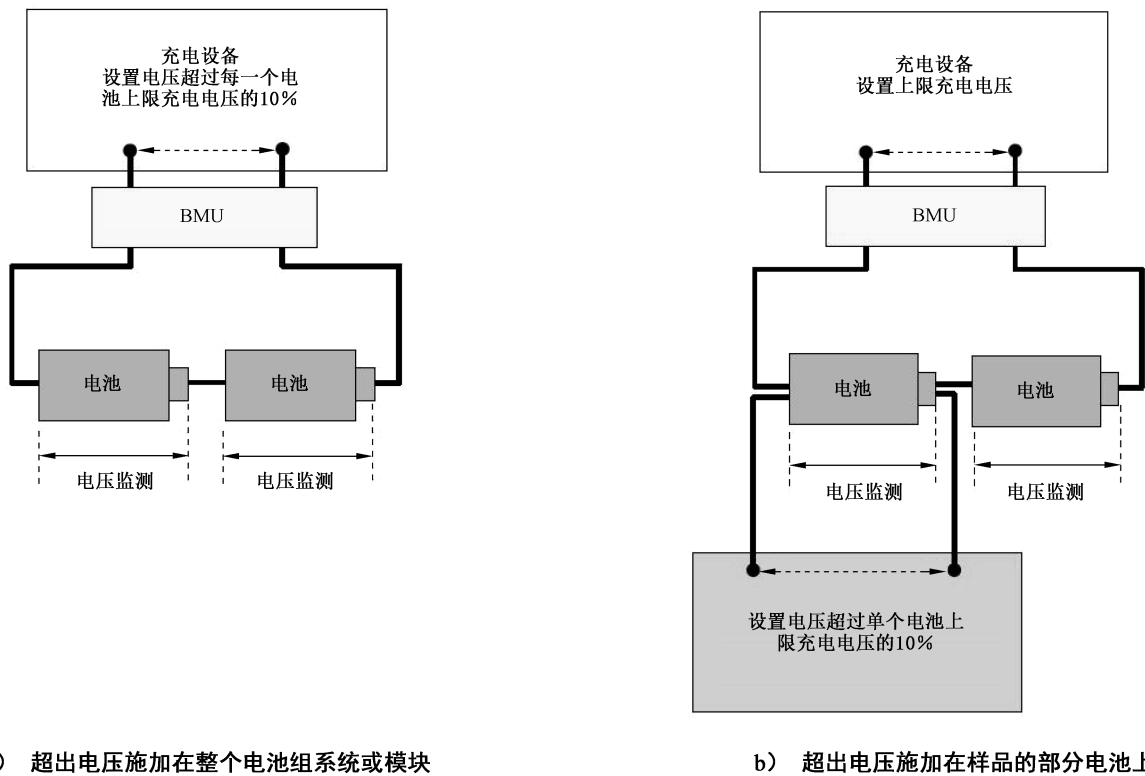 充电设备
设置电压超过每一个电
池上限充电电压的10%
BMU
电池
电池
电压监测
电压监测
) 超出电压施加在整个电池组系统或模块
充电设备
设置上限充电电压
BMU
电池
电池
电压监测
电压监测
设置电压超过单个电池上
限充电电压的10%
b) 超出电压施加在样品的部分电池上